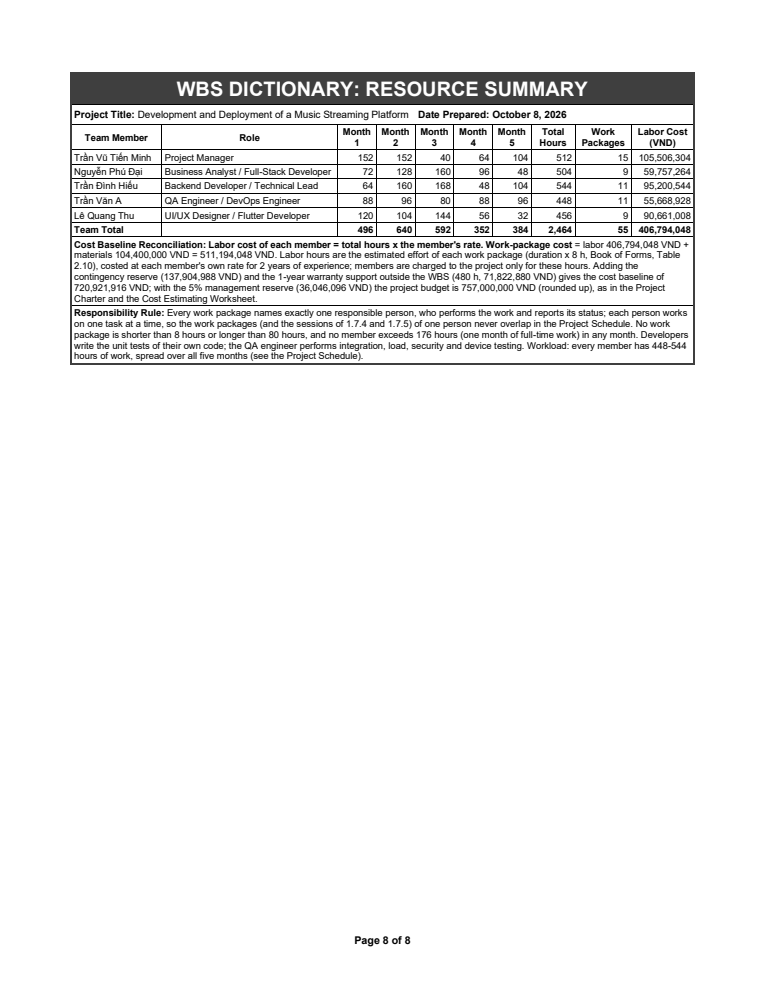 WBS DICTIONARY: RESOURCE SUMMARY
Project Title: Development and Deployment of a Music Streaming Platform Date Prepared: October 8, 2026
Team Member Role Month 1 Month 2 Month 3 Month 4 Month 5 Total Hours Work Packages Labor Cost (VND)
Trần Vũ Tiến Minh Project Manager 152 152 40 64 104 512 15 105,506,304
Nguyễn Phú Đại Business Analyst / Full-Stack Developer 72 128 160 96 48 504 9 59,757,264
Trần Đình Hiếu Backend Developer / Technical Lead 64 160 168 48 104 544 11 95,200,544
Trần Văn A QA Engineer / DevOps Engineer 88 96 80 88 96 448 11 55,668,928
Lê Quang Thu UI/UX Designer / Flutter Developer 120 104 144 56 32 456 9 90,661,008
Team Total 496 640 592 352 384 2,464 55 406,794,048
Cost Baseline Reconciliation: Labor cost of each member = total hours x the member's rate. Work-package cost = labor 406,794,048 VND +
materials 104,400,000 VND = 511,194,048 VND. Labor hours are the estimated effort of each work package (duration x 8 h, Book of Forms, Table
2.10), costed at each member's own rate for 2 years of experience; members are charged to the project only for these hours. Adding the
contingency reserve (137,904,988 VND) and the 1-year warranty support outside the WBS (480 h, 71,822,880 VND) gives the cost baseline of
720,921,916 VND; with the 5% management reserve (36,046,096 VND) the project budget is 757,000,000 VND (rounded up), as in the Project
Charter and the Cost Estimating Worksheet.
Responsibility Rule: Every work package names exactly one responsible person, who performs the work and reports its status; each person works
on one task at a time, so the work packages (and the sessions of 1.7.4 and 1.7.5) of one person never overlap in the Project Schedule. No work
package is shorter than 8 hours or longer than 80 hours, and no member exceeds 176 hours (one month of full-time work) in any month. Developers
write the unit tests of their own code; the QA engineer performs integration, load, security and device testing. Workload: every member has 448-544
hours of work, spread over all five months (see the Project Schedule).
Page 8 of 8